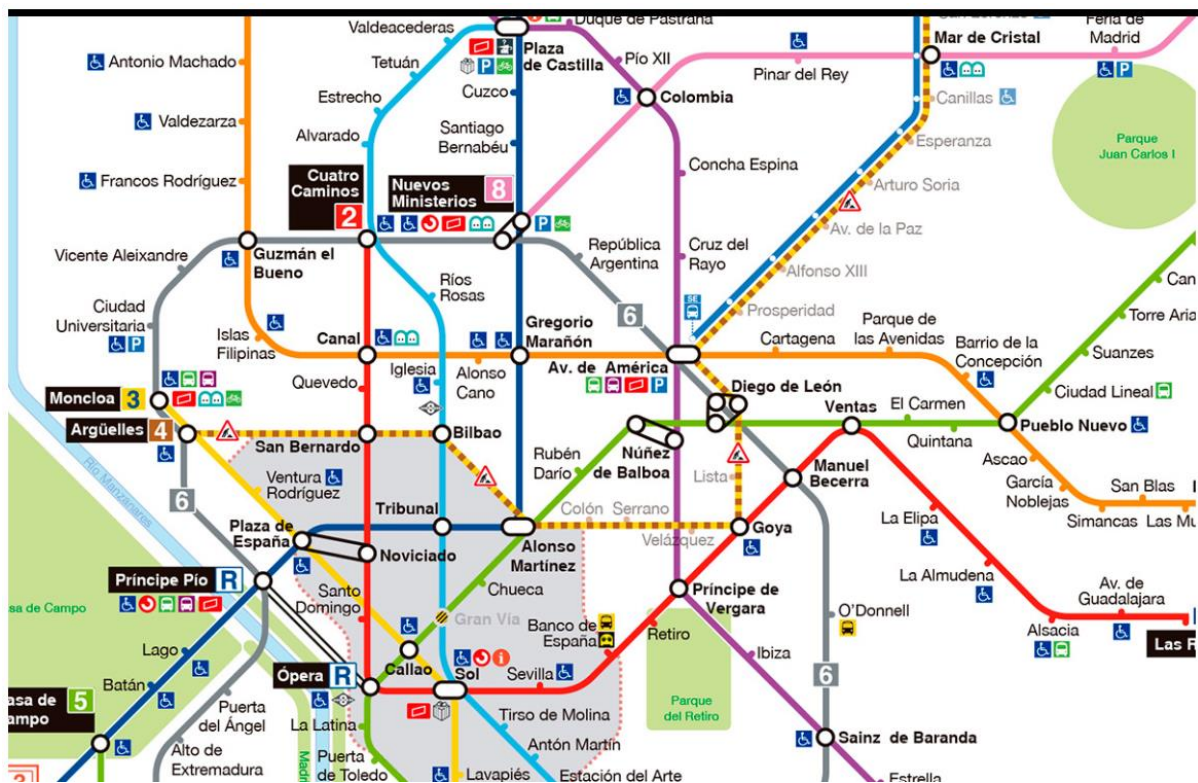 Valdeacederas
Duque de Pastrana
Feria de
Madrid
Mar de Cristal
Antonio Machado
Tetuán
Plaza
de Castilla
P
Pío XII
Pinar del Rey
P
Estrecho
Cuzco
Colombia
Canillas
Valdezarza
Alvarado
Santiago
Bernabéu
Esperanza
Parque
Juan Carlos I
Francos Rodríguez
Cuatro
Caminos
2
Nuevos
Ministerios
8
Concha Espina
Arturo Soria
P
Av. de la Paz
Vicente Aleixandre
Guzmán el
Bueno
República
Argentina
Cruz del
Rayo
Alfonso XIII
Can
Ciudad
Universitaria
P
Ríos
Rosas
6
SE
Prosperidad
Torre Aria
Islas
Filipinas
Canal
Gregorio
Marañón
Cartagena
Parque de
las Avenidas
Barrio de la
Concepción
Suanzes
Quevedo
Iglesia
Alonso
Cano
Av. de América
P
Diego de León
Ciudad Lineal
Moncloa 3
Ventas
El Carmen
Pueblo Nuevo
Argüelles 4
San Bernardo
Bilbao
Rubén
Darío
Núñez
de Balboa
Lista
Quintana
Manuel
Becerra
Ascao
García
Noblejas
San Blas
Simancas
Las Mu
Río Manzanares
6
Ventura
Rodríguez
Tribunal
Colón
Serrano
Velázquez
Goya
La Elipa
Plaza de
España
Noviciado
Alonso
Martínez
Príncipe Pío R
Santo
Domingo
Chueca
Príncipe de
Vergara
La Almudena
Av. de
Guadalajara
asa de Campo
Gran Vía
Banco de
España
Retiro
O'Donnell
Alsacia
Las R
Lago
Callao
Sol
Sevilla
Ibiza
Batán
Ópera R
6
asa de
ampo
5
Puerta
del Ángel
La Latina
Tirso de Molina
Parque
del Retiro
Antón Martín
Sainz de Baranda
Alto de
Extremadura
Madri
Puerta
de Toledo
Lavapiés
Estación del Arte
Estrella